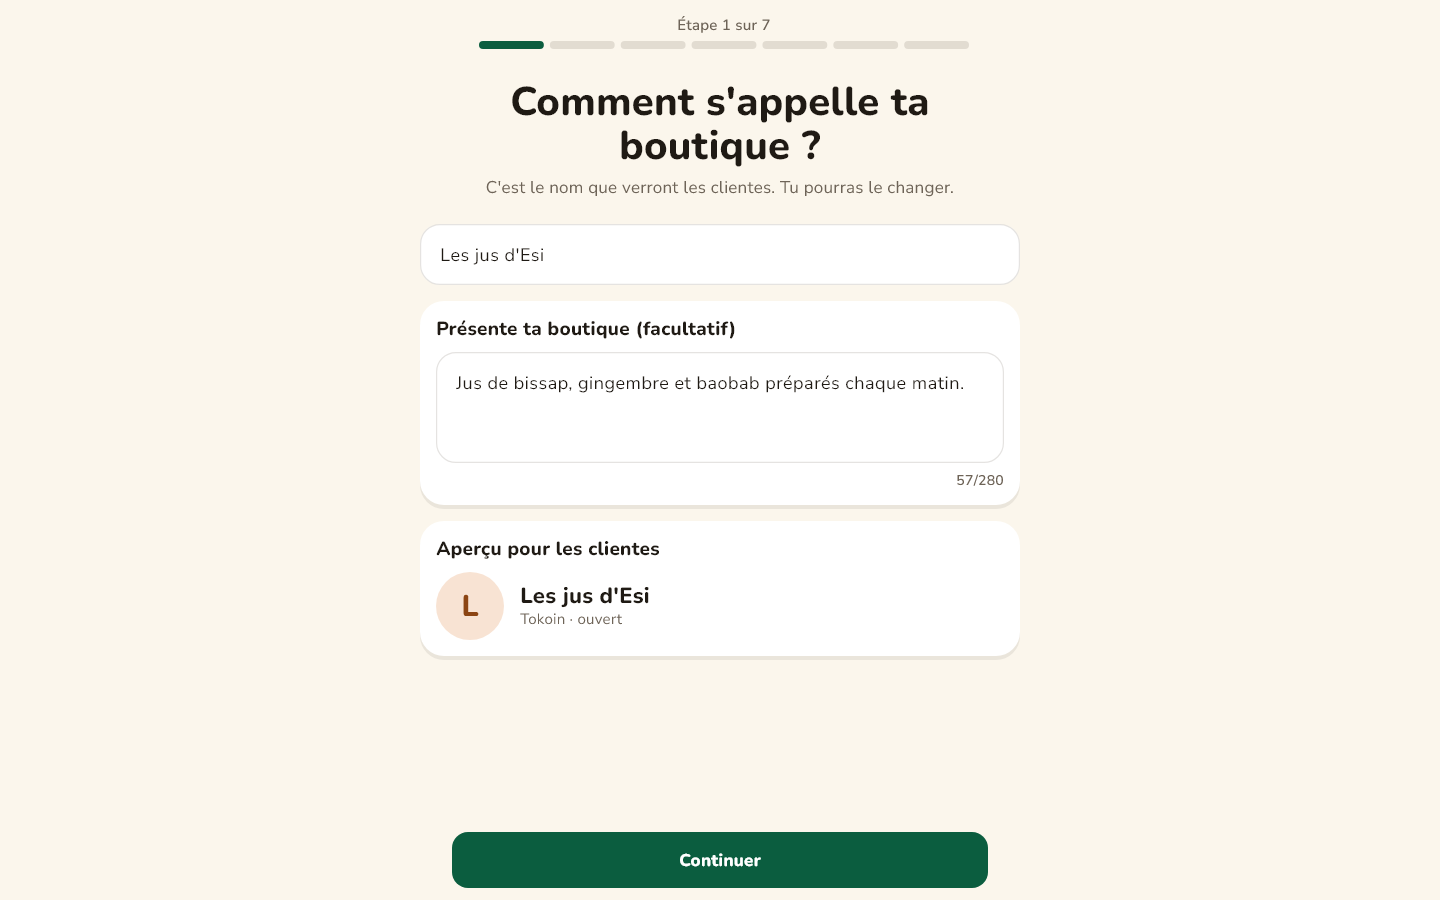 Étape 1 sur 7
Comment s'appelle ta
boutique ?
C'est le nom que verront les clientes. Tu pourras le changer.
Les jus d'Esi
Présente ta boutique (facultatif)
Jus de bissap, gingembre et baobab préparés chaque matin.
57/280
Aperçu pour les clientes
L
Les jus d'Esi
Tokoin · ouvert
Continuer